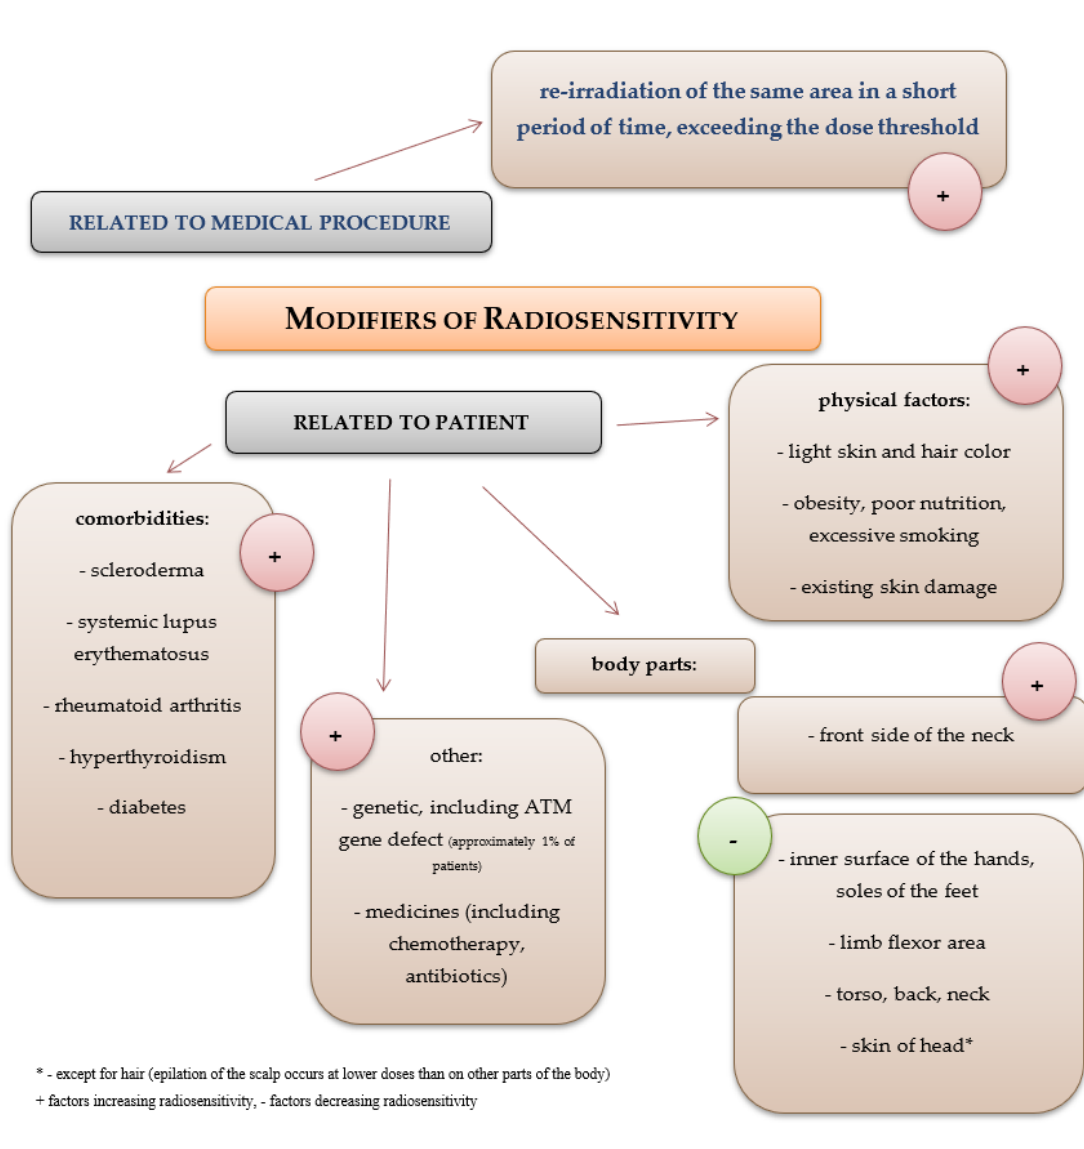 re-irradiation of the same area in a short
period of time, exceeding the dose threshold
+
RELATED TO MEDICAL PROCEDURE
MODIFIERS OF RADIOSENSITIVITY
RELATED TO PATIENT
+
physical factors:
- light skin and hair color
- obesity, poor nutrition,
excessive smoking
- existing skin damage
comorbidities:
+
- scleroderma
- systemic lupus
erythematosus
- rheumatoid arthritis
- hyperthyroidism
- diabetes
+
other:
- genetic, including ATM
gene defect (approximately 1% of
patients)
- medicines (including
chemotherapy,
antibiotics)
body parts:
+
- front side of the neck
-
- inner surface of the hands,
soles of the feet
- limb flexor area
- torso, back, neck
- skin of head*
* - except for hair (epilation of the scalp occurs at lower doses than on other parts of the body)
+ factors increasing radiosensitivity, - factors decreasing radiosensitivity